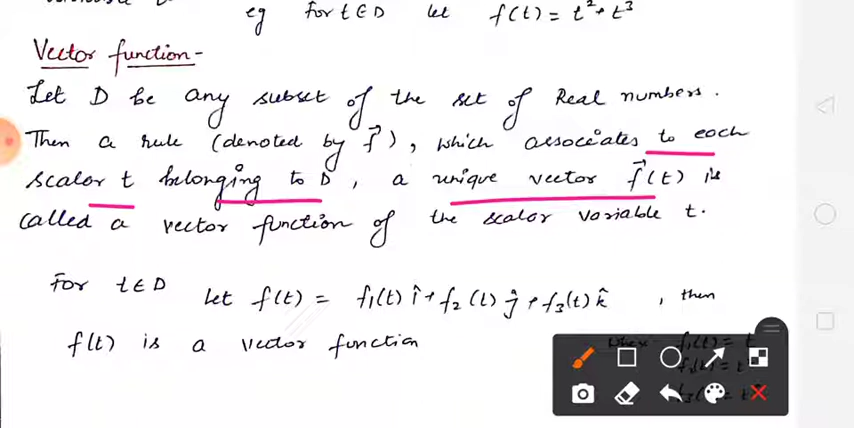 eg For t ∈ D let f(t) = t² + t³
Vector function -
Let D be any subset of the set of Real numbers.
Then a rule (denoted by f⃗), which associates to each
scalar t belonging to D, a unique vector f⃗(t) is
called a vector function of the scalar variable t.
For t ∈ D let f(t) = f₁(t) î + f₂(t) ĵ + f₃(t) k̂, then
f(t) is a vector function